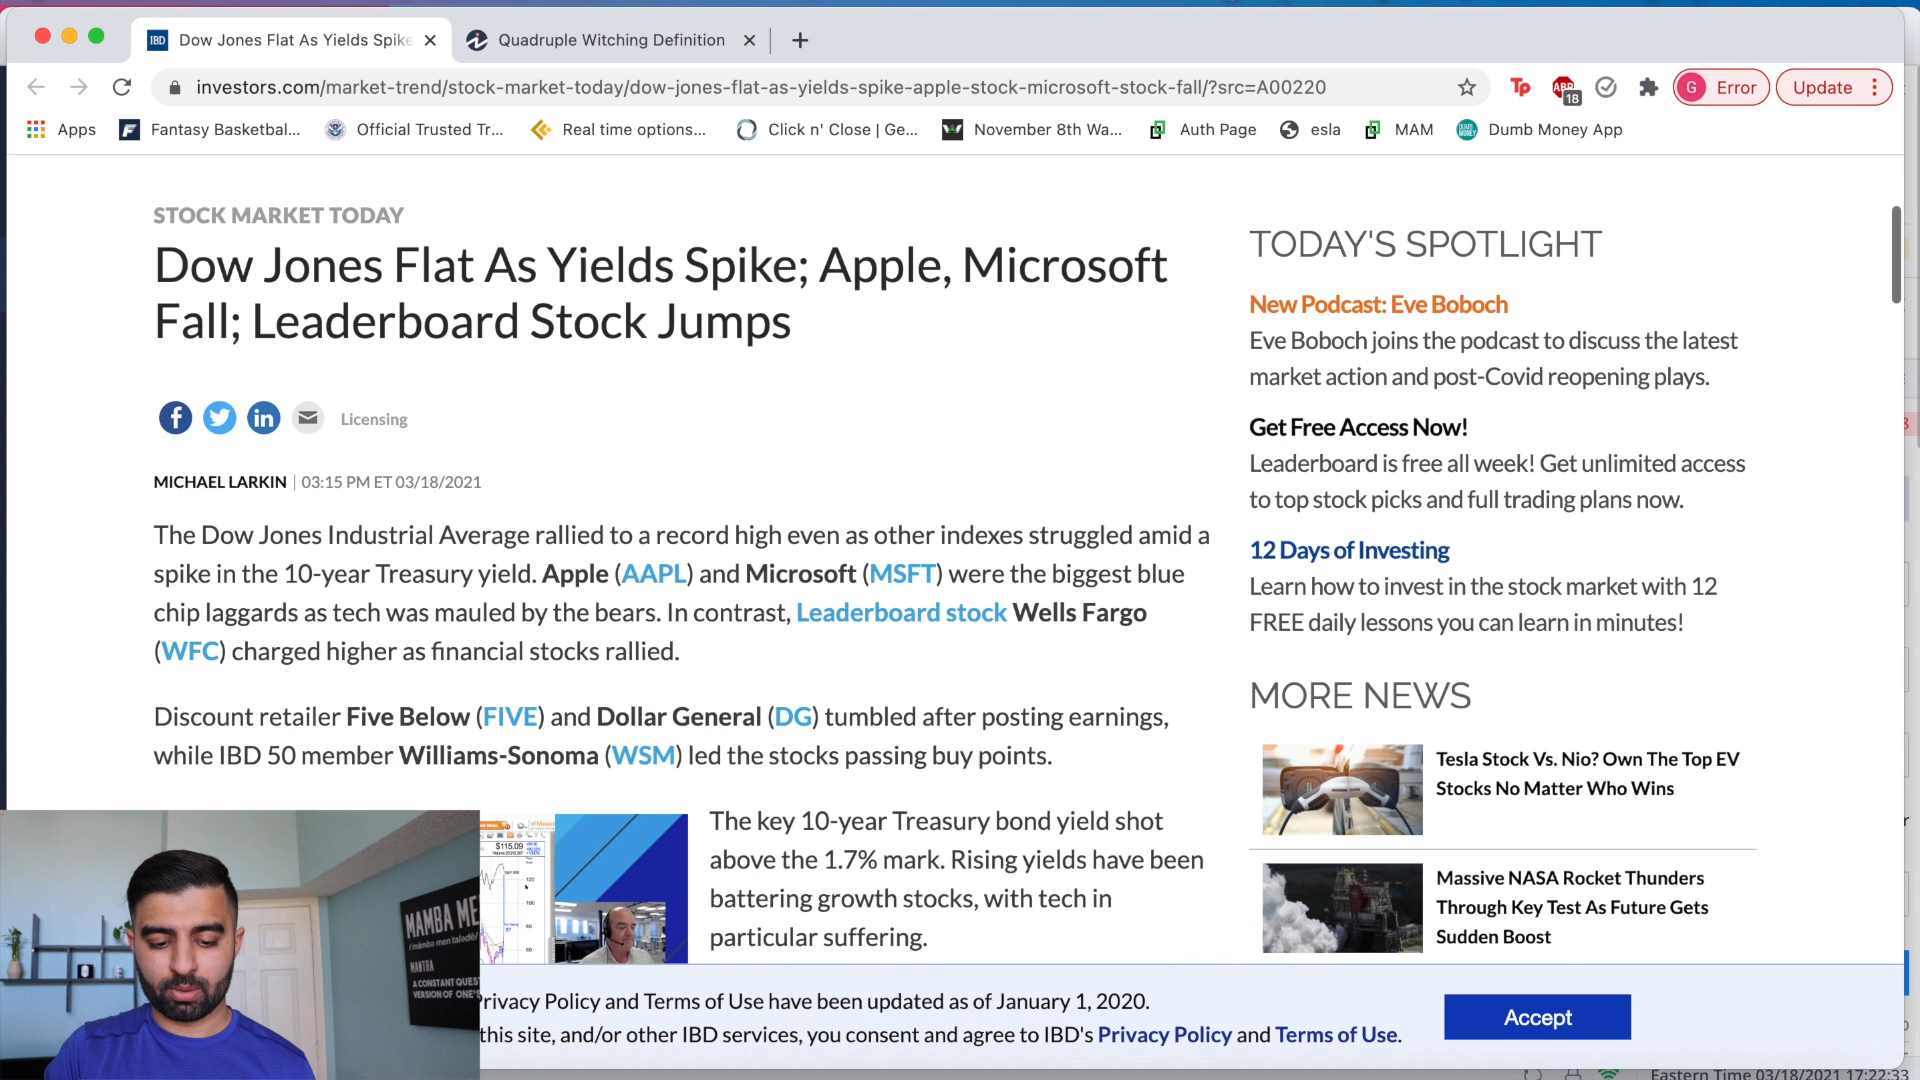 IBD Dow Jones Flat As Yields Spike
Quadruple Witching Definition
investors.com/market-trend/stock-market-today/dow-jones-flat-as-yields-spike-apple-stock-microsoft-stock-fall/?src=A00220
Tp ABP 18 G Error Update
Apps Fantasy Basketbal... Official Trusted Tr... Real time options... Click n' Close | Ge... November 8th Wa... Auth Page esla MAM Dumb Money App
STOCK MARKET TODAY
Dow Jones Flat As Yields Spike; Apple, Microsoft
Fall; Leaderboard Stock Jumps
Licensing
MICHAEL LARKIN | 03:15 PM ET 03/18/2021
The Dow Jones Industrial Average rallied to a record high even as other indexes struggled amid a
spike in the 10-year Treasury yield. Apple (AAPL) and Microsoft (MSFT) were the biggest blue
chip laggards as tech was mauled by the bears. In contrast, Leaderboard stock Wells Fargo
(WFC) charged higher as financial stocks rallied.
Discount retailer Five Below (FIVE) and Dollar General (DG) tumbled after posting earnings,
while IBD 50 member Williams-Sonoma (WSM) led the stocks passing buy points.
The key 10-year Treasury bond yield shot
above the 1.7% mark. Rising yields have been
battering growth stocks, with tech in
particular suffering.
$115.09
TODAY'S SPOTLIGHT
New Podcast: Eve Boboch
Eve Boboch joins the podcast to discuss the latest
market action and post-Covid reopening plays.
Get Free Access Now!
Leaderboard is free all week! Get unlimited access
to top stock picks and full trading plans now.
12 Days of Investing
Learn how to invest in the stock market with 12
FREE daily lessons you can learn in minutes!
MORE NEWS
Tesla Stock Vs. Nio? Own The Top EV
Stocks No Matter Who Wins
Massive NASA Rocket Thunders
Through Key Test As Future Gets
Sudden Boost
MAMBA ME
/mämbə men talədē/
MANTRA
A CONSTANT QUES
VERSION OF ONE'S
Privacy Policy and Terms of Use have been updated as of January 1, 2020.
this site, and/or other IBD services, you consent and agree to IBD's Privacy Policy and Terms of Use.
Accept
Eastern Time 03/18/2021 17:22:33